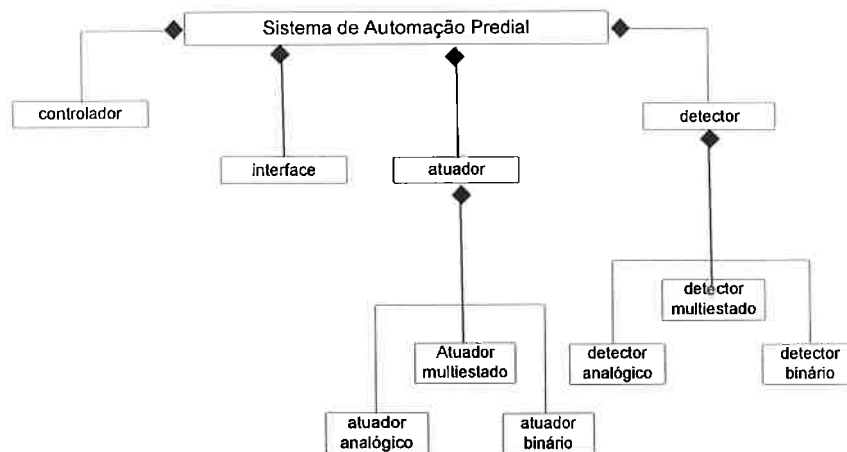 Sistema de Automação Predial
controlador
detector
interface
atuador
detector
multiestado
Atuador
multiestado
detector
analógico
detector
binário
atuador
analógico
atuador
binário